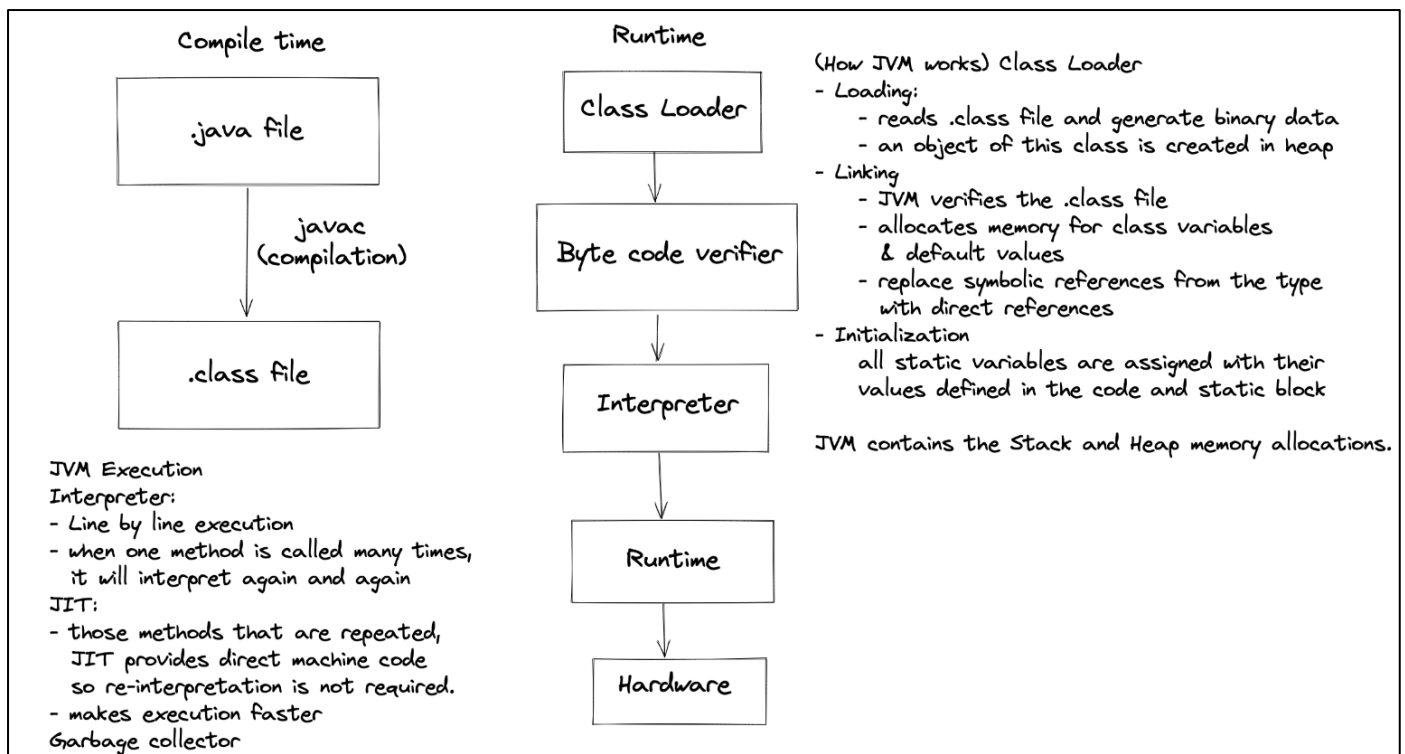 Compile time
.java file
javac
(compilation)
.class file
JVM Execution
Interpreter:
- Line by line execution
- when one method is called many times,
it will interpret again and again
JIT:
- those methods that are repeated,
JIT provides direct machine code
so re-interpretation is not required.
- makes execution faster
Garbage collector
Runtime
Class Loader
Byte code verifier
Interpreter
Runtime
Hardware
(How JVM works) Class Loader
- Loading:
- reads .class file and generate binary data
- an object of this class is created in heap
- Linking
- JVM verifies the .class file
- allocates memory for class variables
& default values
- replace symbolic references from the type
with direct references
- Initialization
all static variables are assigned with their
values defined in the code and static block
JVM contains the Stack and Heap memory allocations.